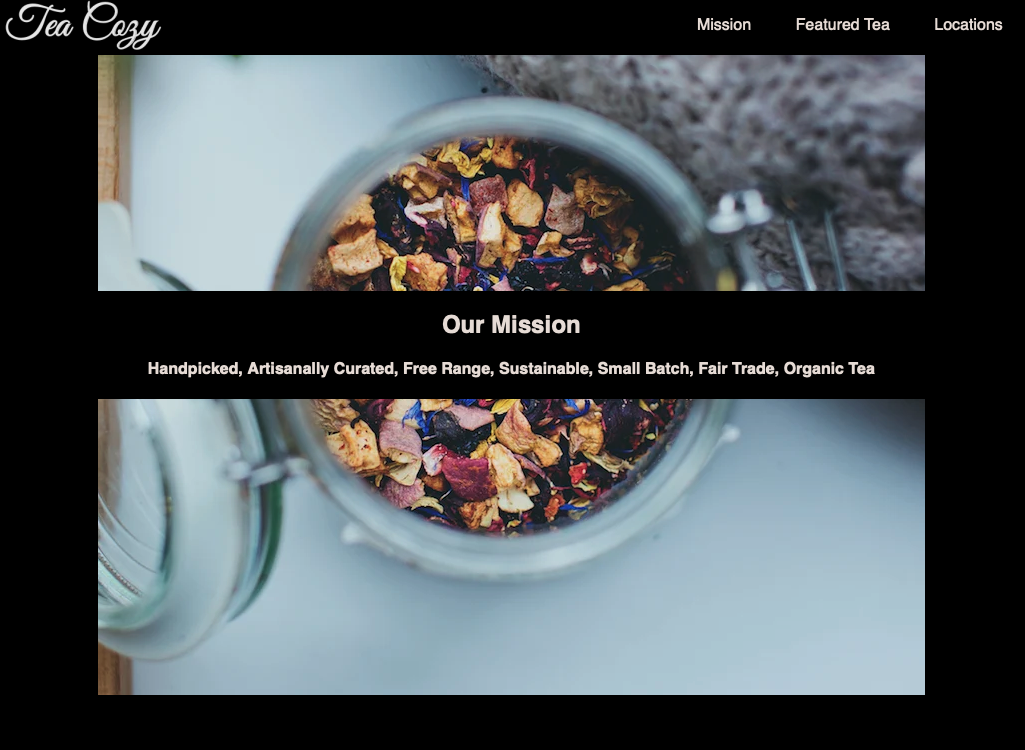 Tea Cozy
Mission Featured Tea Locations
Our Mission
Handpicked, Artisanally Curated, Free Range, Sustainable, Small Batch, Fair Trade, Organic Tea